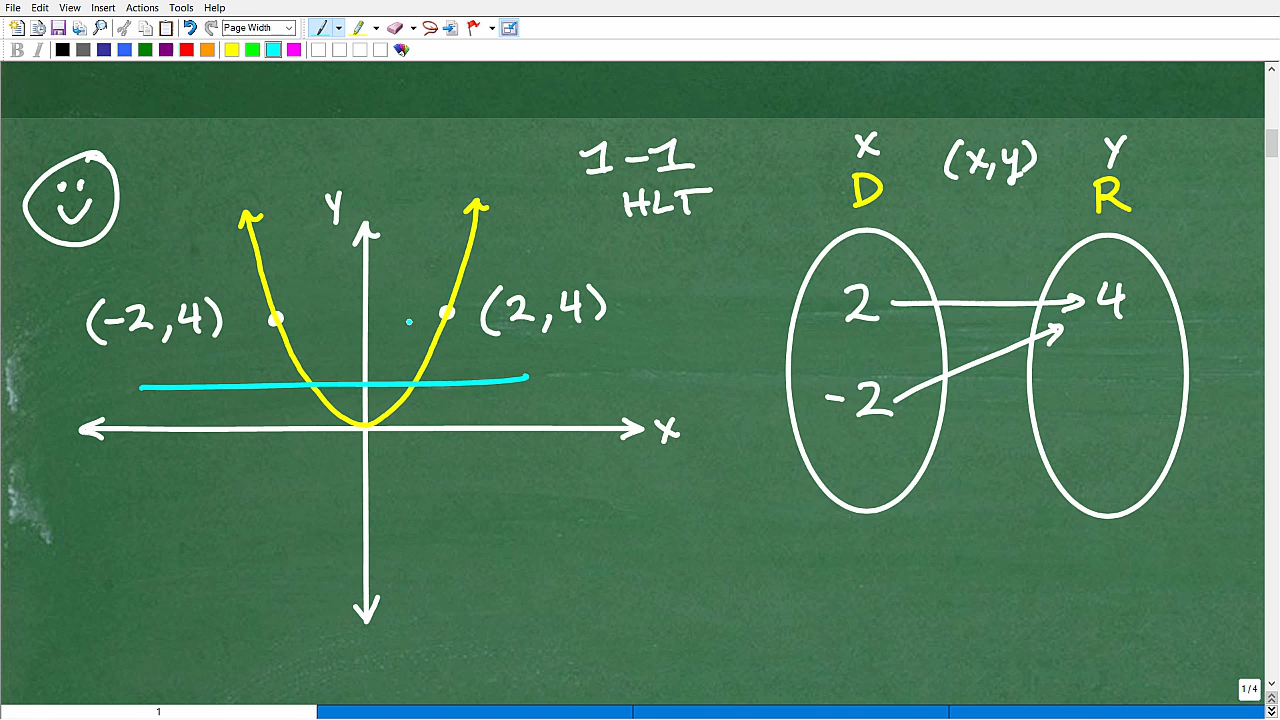 File Edit View Insert Actions Tools Help
Page Width
B I
1-1
HLT
X (x,y) Y
D R
Y
(-2,4) (2,4)
X
2 4
-2
1/4
1